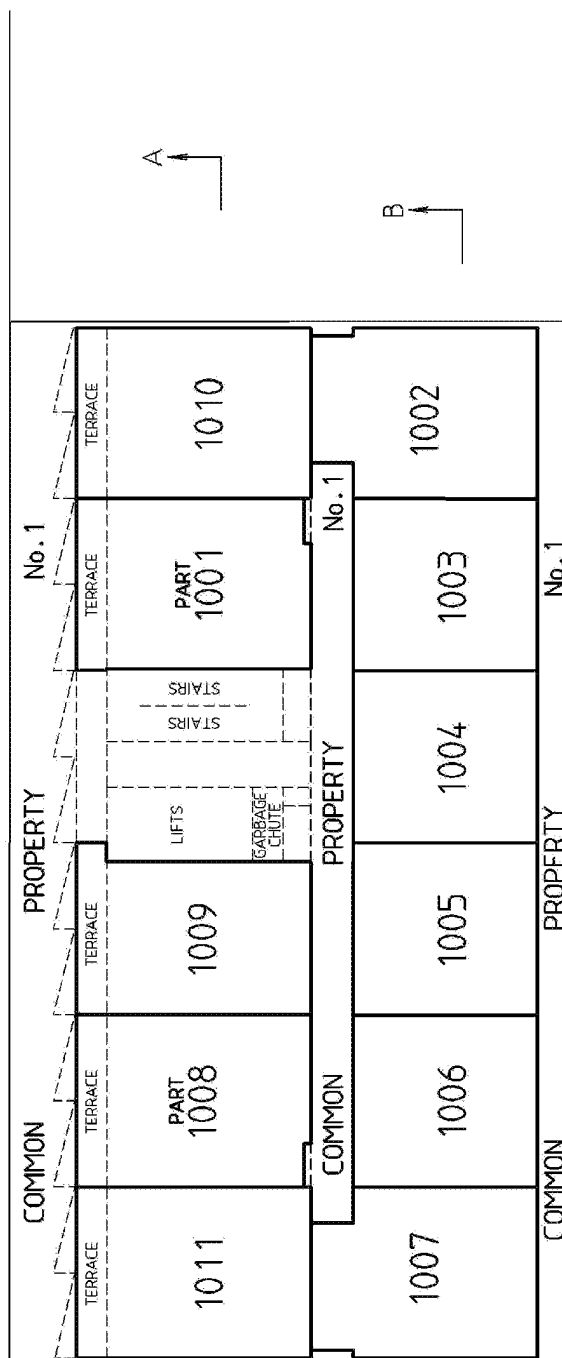 A
B
TERRACE
1010
1002
No. 1
TERRACE
PART
1001
No. 1
1003
No. 1
STAIRS
STAIRS
1004
PROPERTY
LIFTS
GARBAGE
CHUTE
PROPERTY
PROPERTY
TERRACE
1009
1005
TERRACE
PART
1008
1006
COMMON
COMMON
COMMON
TERRACE
1011
1007